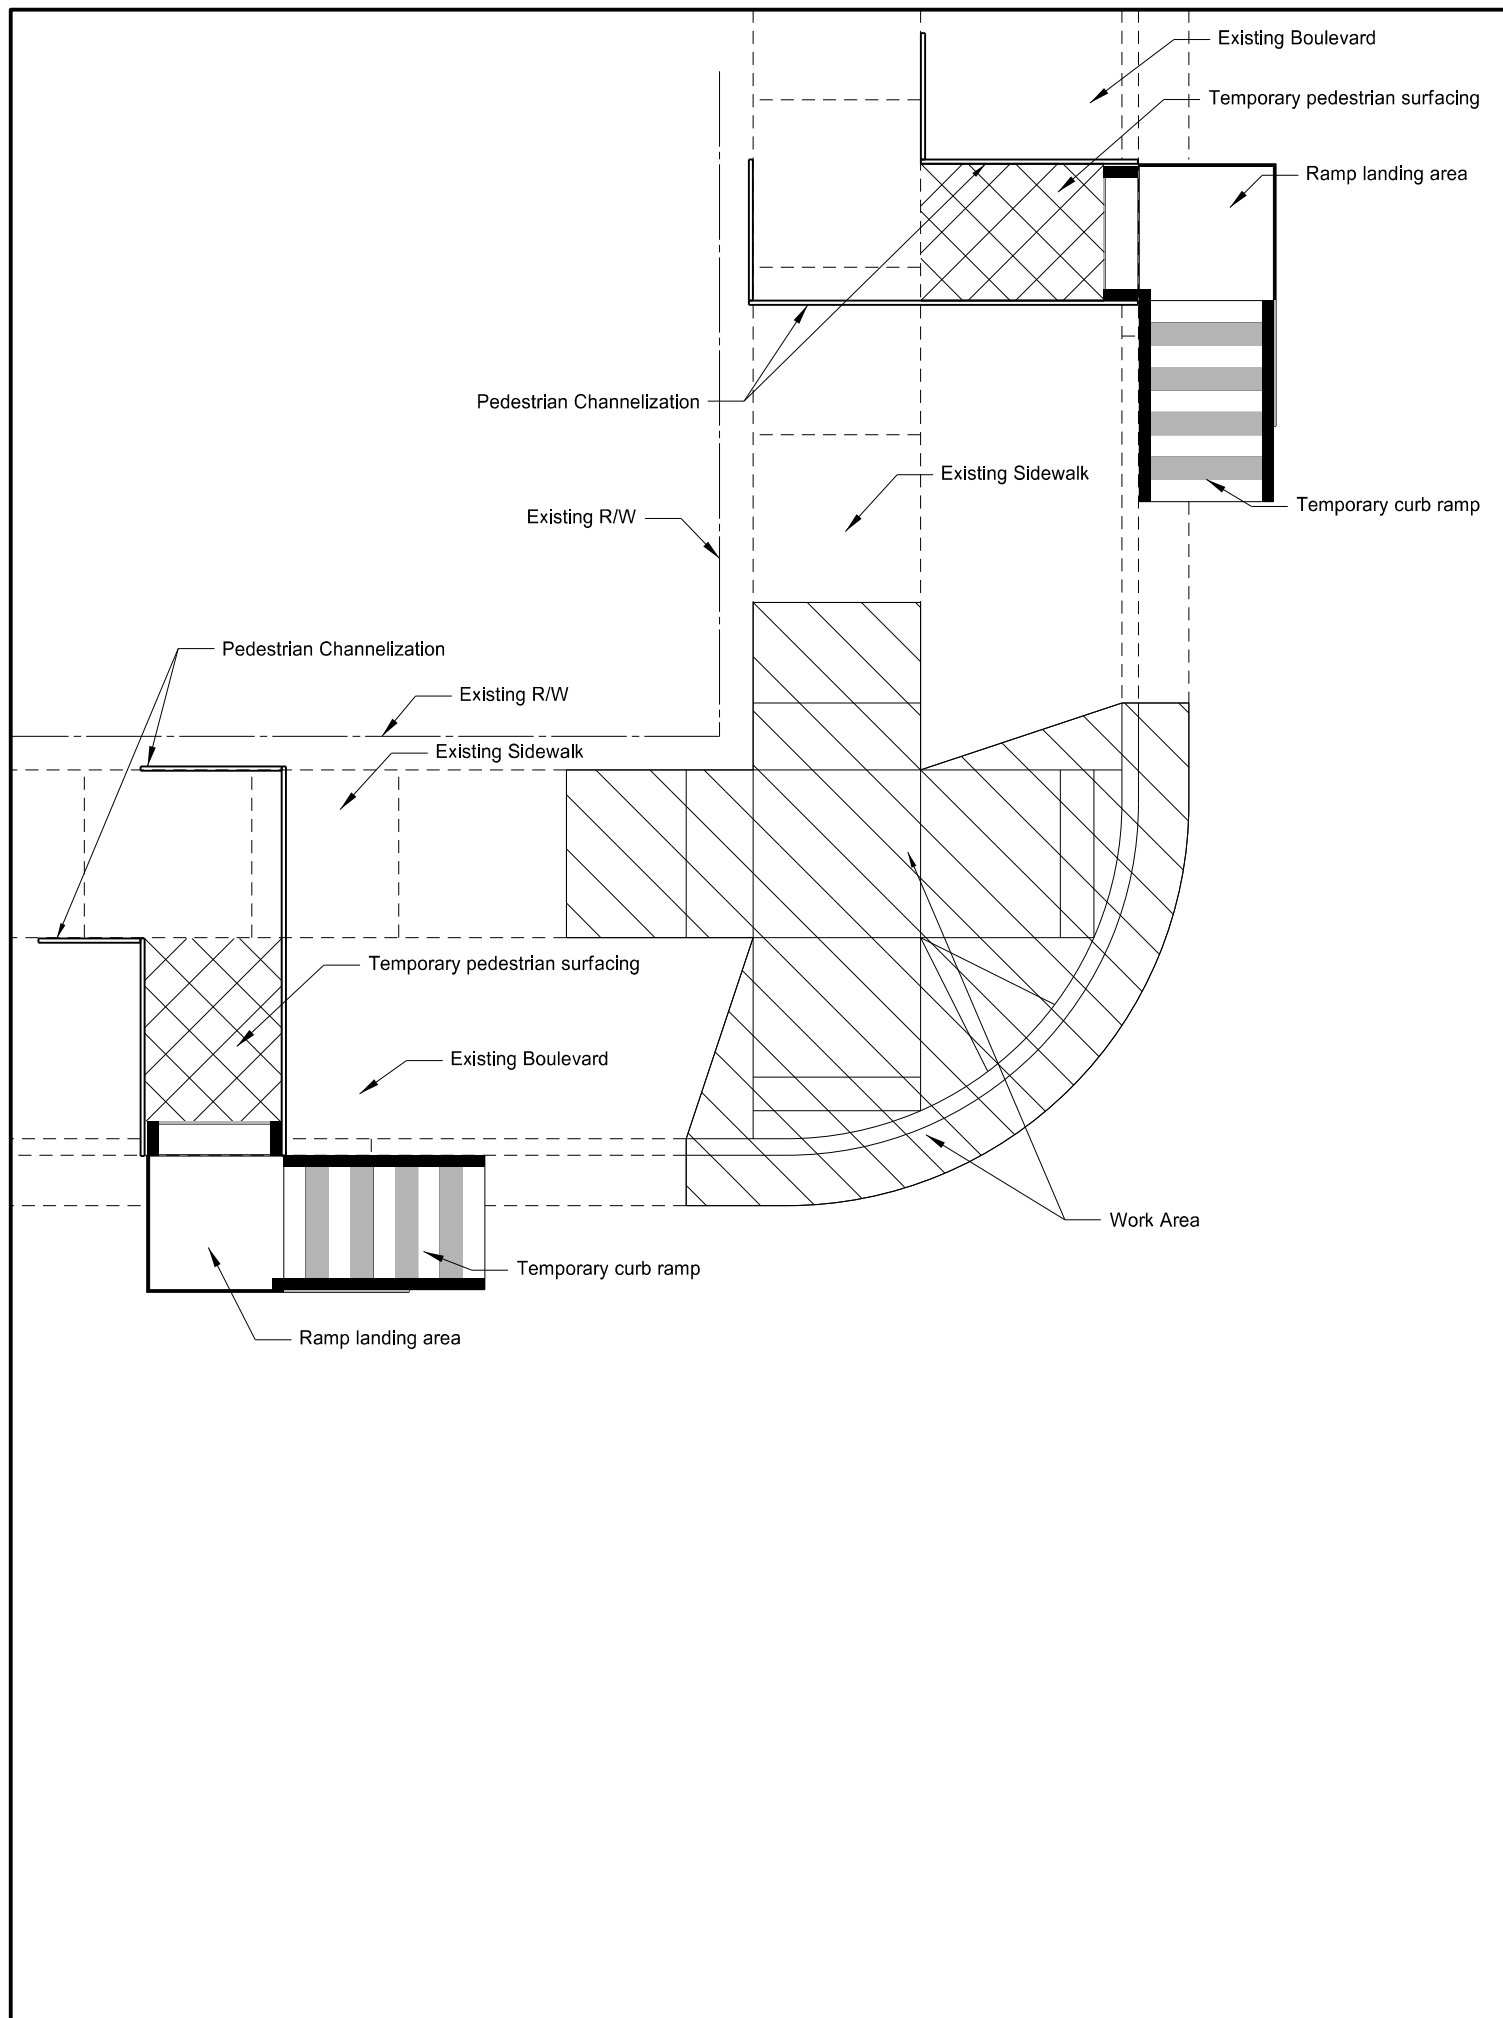 Existing Boulevard
Temporary pedestrian surfacing
Ramp landing area
Pedestrian Channelization
Existing Sidewalk
Temporary curb ramp
Existing R/W
Pedestrian Channelization
Existing R/W
Existing Sidewalk
Temporary pedestrian surfacing
Existing Boulevard
Work Area
Temporary curb ramp
Ramp landing area